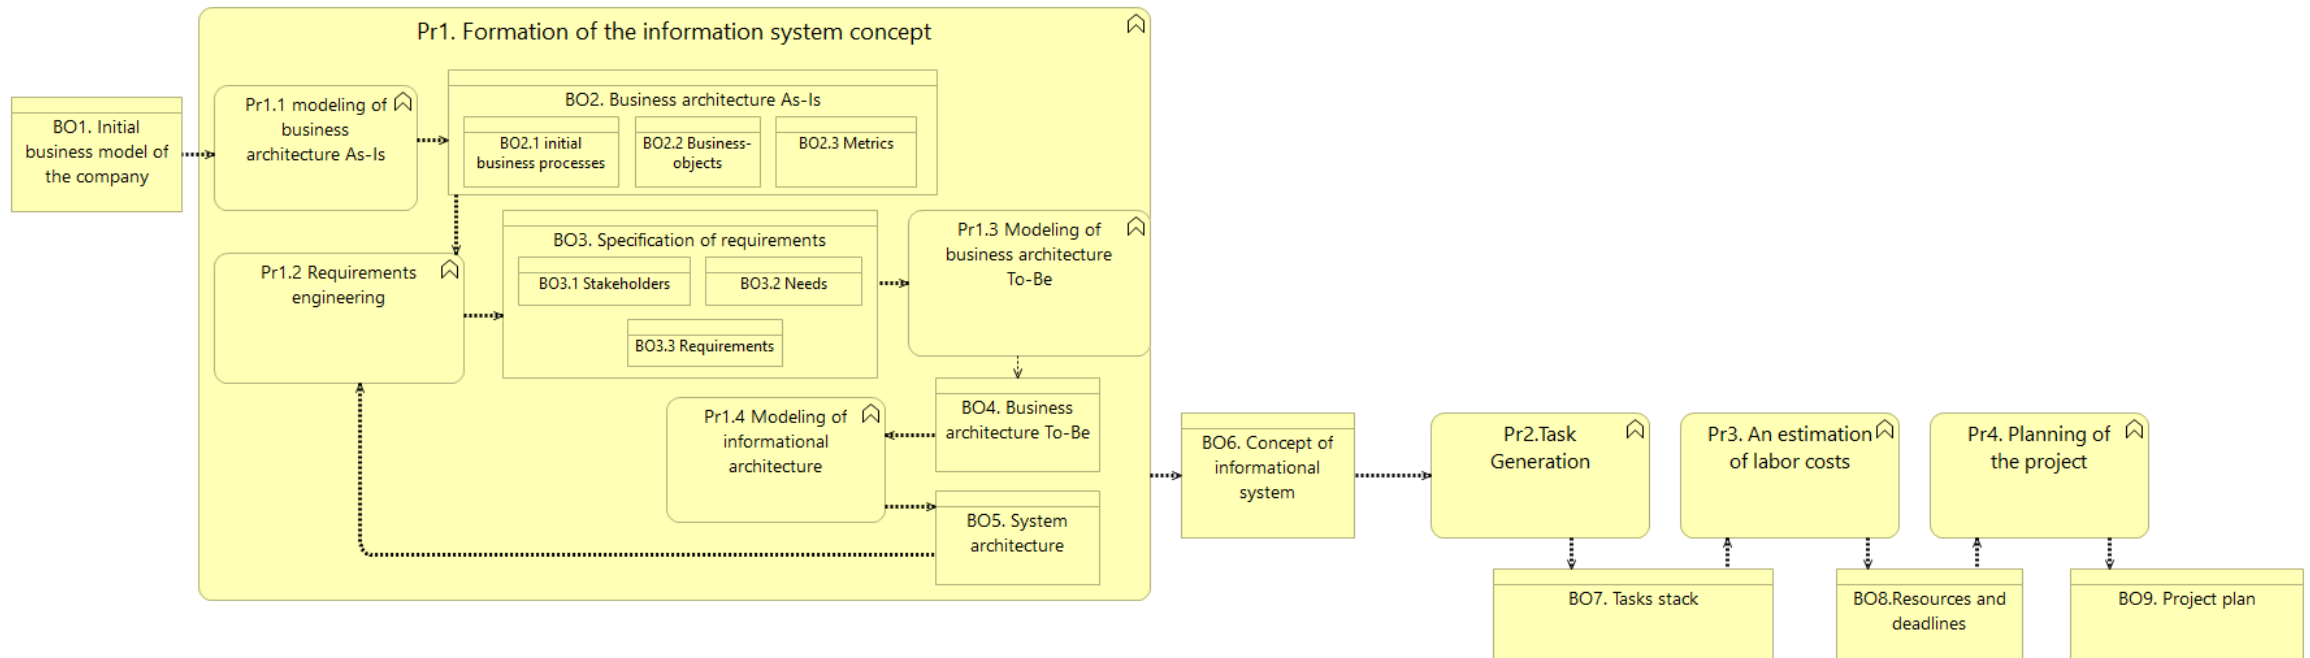 Pr1. Formation of the information system concept
BO1. Initial
business model of
the company
Pr1.1 modeling of
business
architecture As-Is
BO2. Business architecture As-Is
BO2.1 initial
business processes
BO2.2 Business-
objects
BO2.3 Metrics
Pr1.2 Requirements
engineering
BO3. Specification of requirements
BO3.1 Stakeholders
BO3.2 Needs
BO3.3 Requirements
Pr1.3 Modeling of
business architecture
To-Be
BO4. Business
architecture To-Be
Pr1.4 Modeling of
informational
architecture
BO5. System
architecture
BO6. Concept of
informational
system
Pr2.Task
Generation
Pr3. An estimation
of labor costs
Pr4. Planning of
the project
BO7. Tasks stack
BO8.Resources and
deadlines
BO9. Project plan